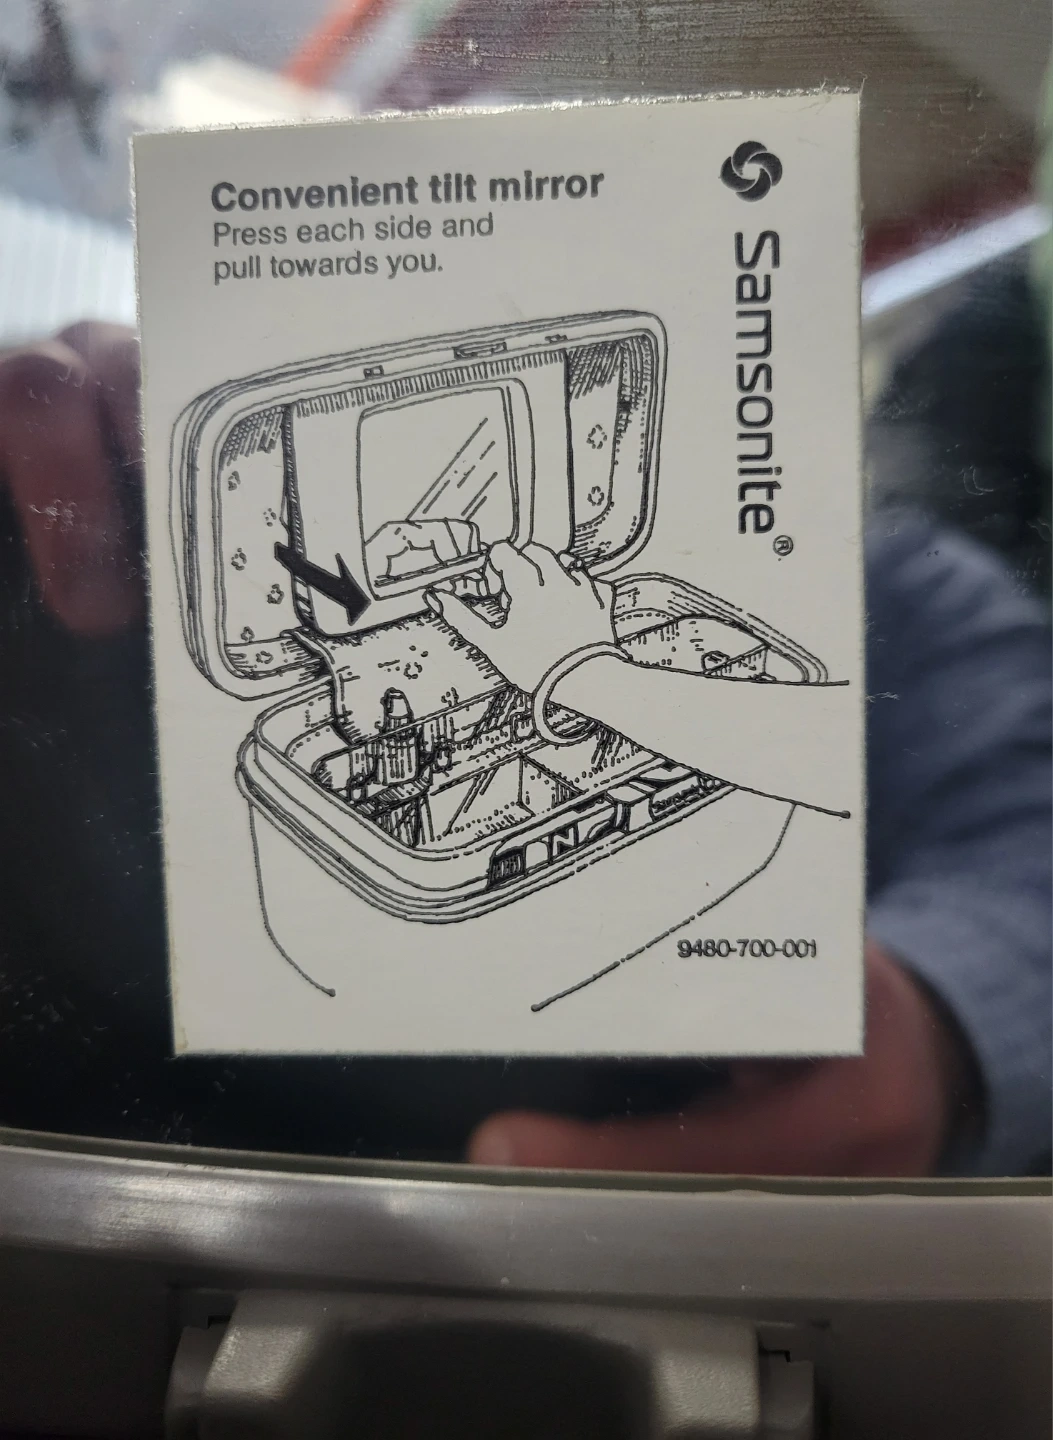 Convenient tilt mirror
Press each side and
pull towards you.
Samsonite®
9480-700-001